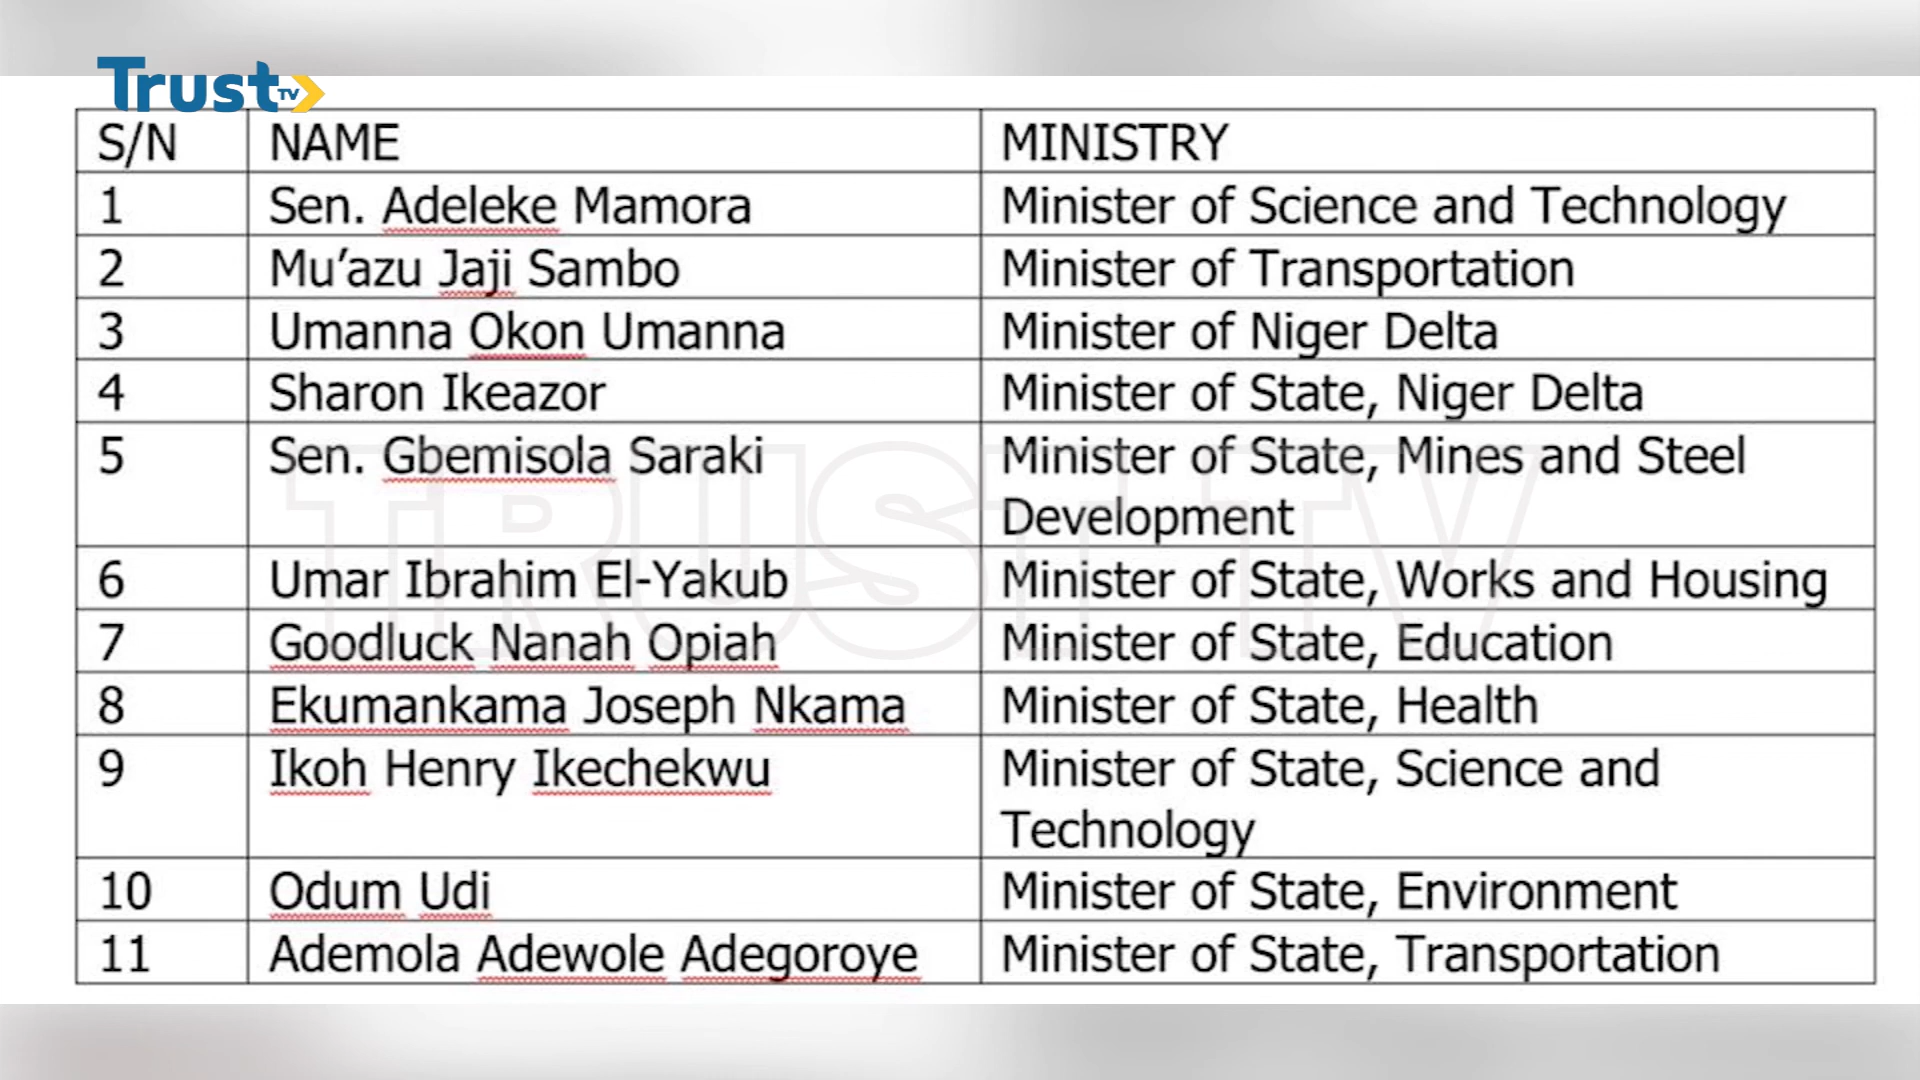 Trust TV
S/N NAME MINISTRY
1 Sen. Adeleke Mamora Minister of Science and Technology
2 Mu’azu Jaji Sambo Minister of Transportation
3 Umanna Okon Umanna Minister of Niger Delta
4 Sharon Ikeazor Minister of State, Niger Delta
5 Sen. Gbemisola Saraki Minister of State, Mines and Steel
Development
6 Umar Ibrahim El-Yakub Minister of State, Works and Housing
7 Goodluck Nanah Opiah Minister of State, Education
8 Ekumankama Joseph Nkama Minister of State, Health
9 Ikoh Henry Ikechekwu Minister of State, Science and
Technology
10 Odum Udi Minister of State, Environment
11 Ademola Adewole Adegoroye Minister of State, Transportation
TRUST TV